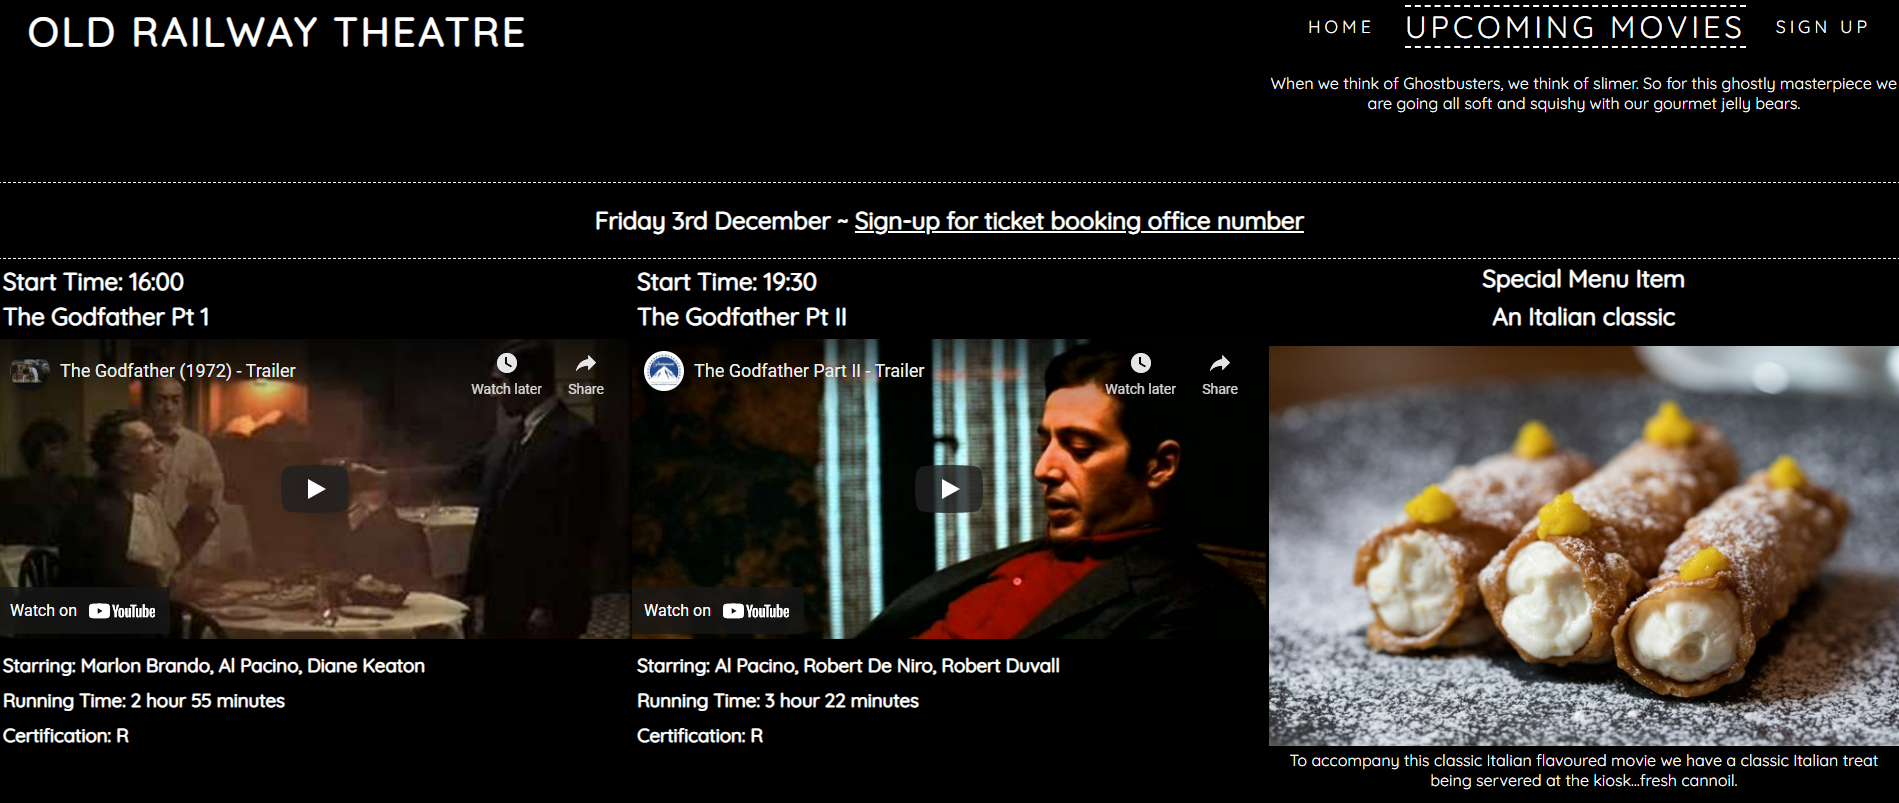 OLD RAILWAY THEATRE
HOME UPCOMING MOVIES SIGN UP
When we think of Ghostbusters, we think of slimer. So for this ghostly masterpiece we
are going all soft and squishy with our gourmet jelly bears.
Friday 3rd December ~ Sign-up for ticket booking office number
Start Time: 16:00
The Godfather Pt 1
The Godfather (1972) - Trailer
Watch later
Share
Watch on YouTube
Starring: Marlon Brando, Al Pacino, Diane Keaton
Running Time: 2 hour 55 minutes
Certification: R
Start Time: 19:30
The Godfather Pt II
The Godfather Part II - Trailer
Watch later
Share
Watch on YouTube
Starring: Al Pacino, Robert De Niro, Robert Duvall
Running Time: 3 hour 22 minutes
Certification: R
Special Menu Item
An Italian classic
To accompany this classic Italian flavoured movie we have a classic Italian treat
being servered at the kiosk...fresh cannoil.